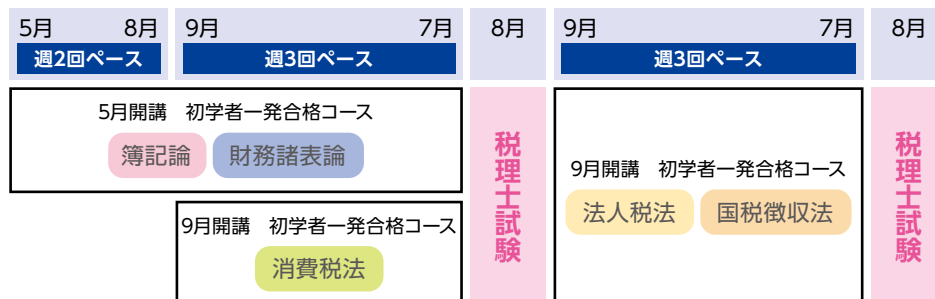 5月 8月 9月 7月 8月 9月 7月 8月
週2回ペース 週3回ペース 週3回ペース
5月開講 初学者一発合格コース
簿記論 財務諸表論
9月開講 初学者一発合格コース
消費税法
税理士試験
9月開講 初学者一発合格コース
法人税法 国税徴収法
税理士試験